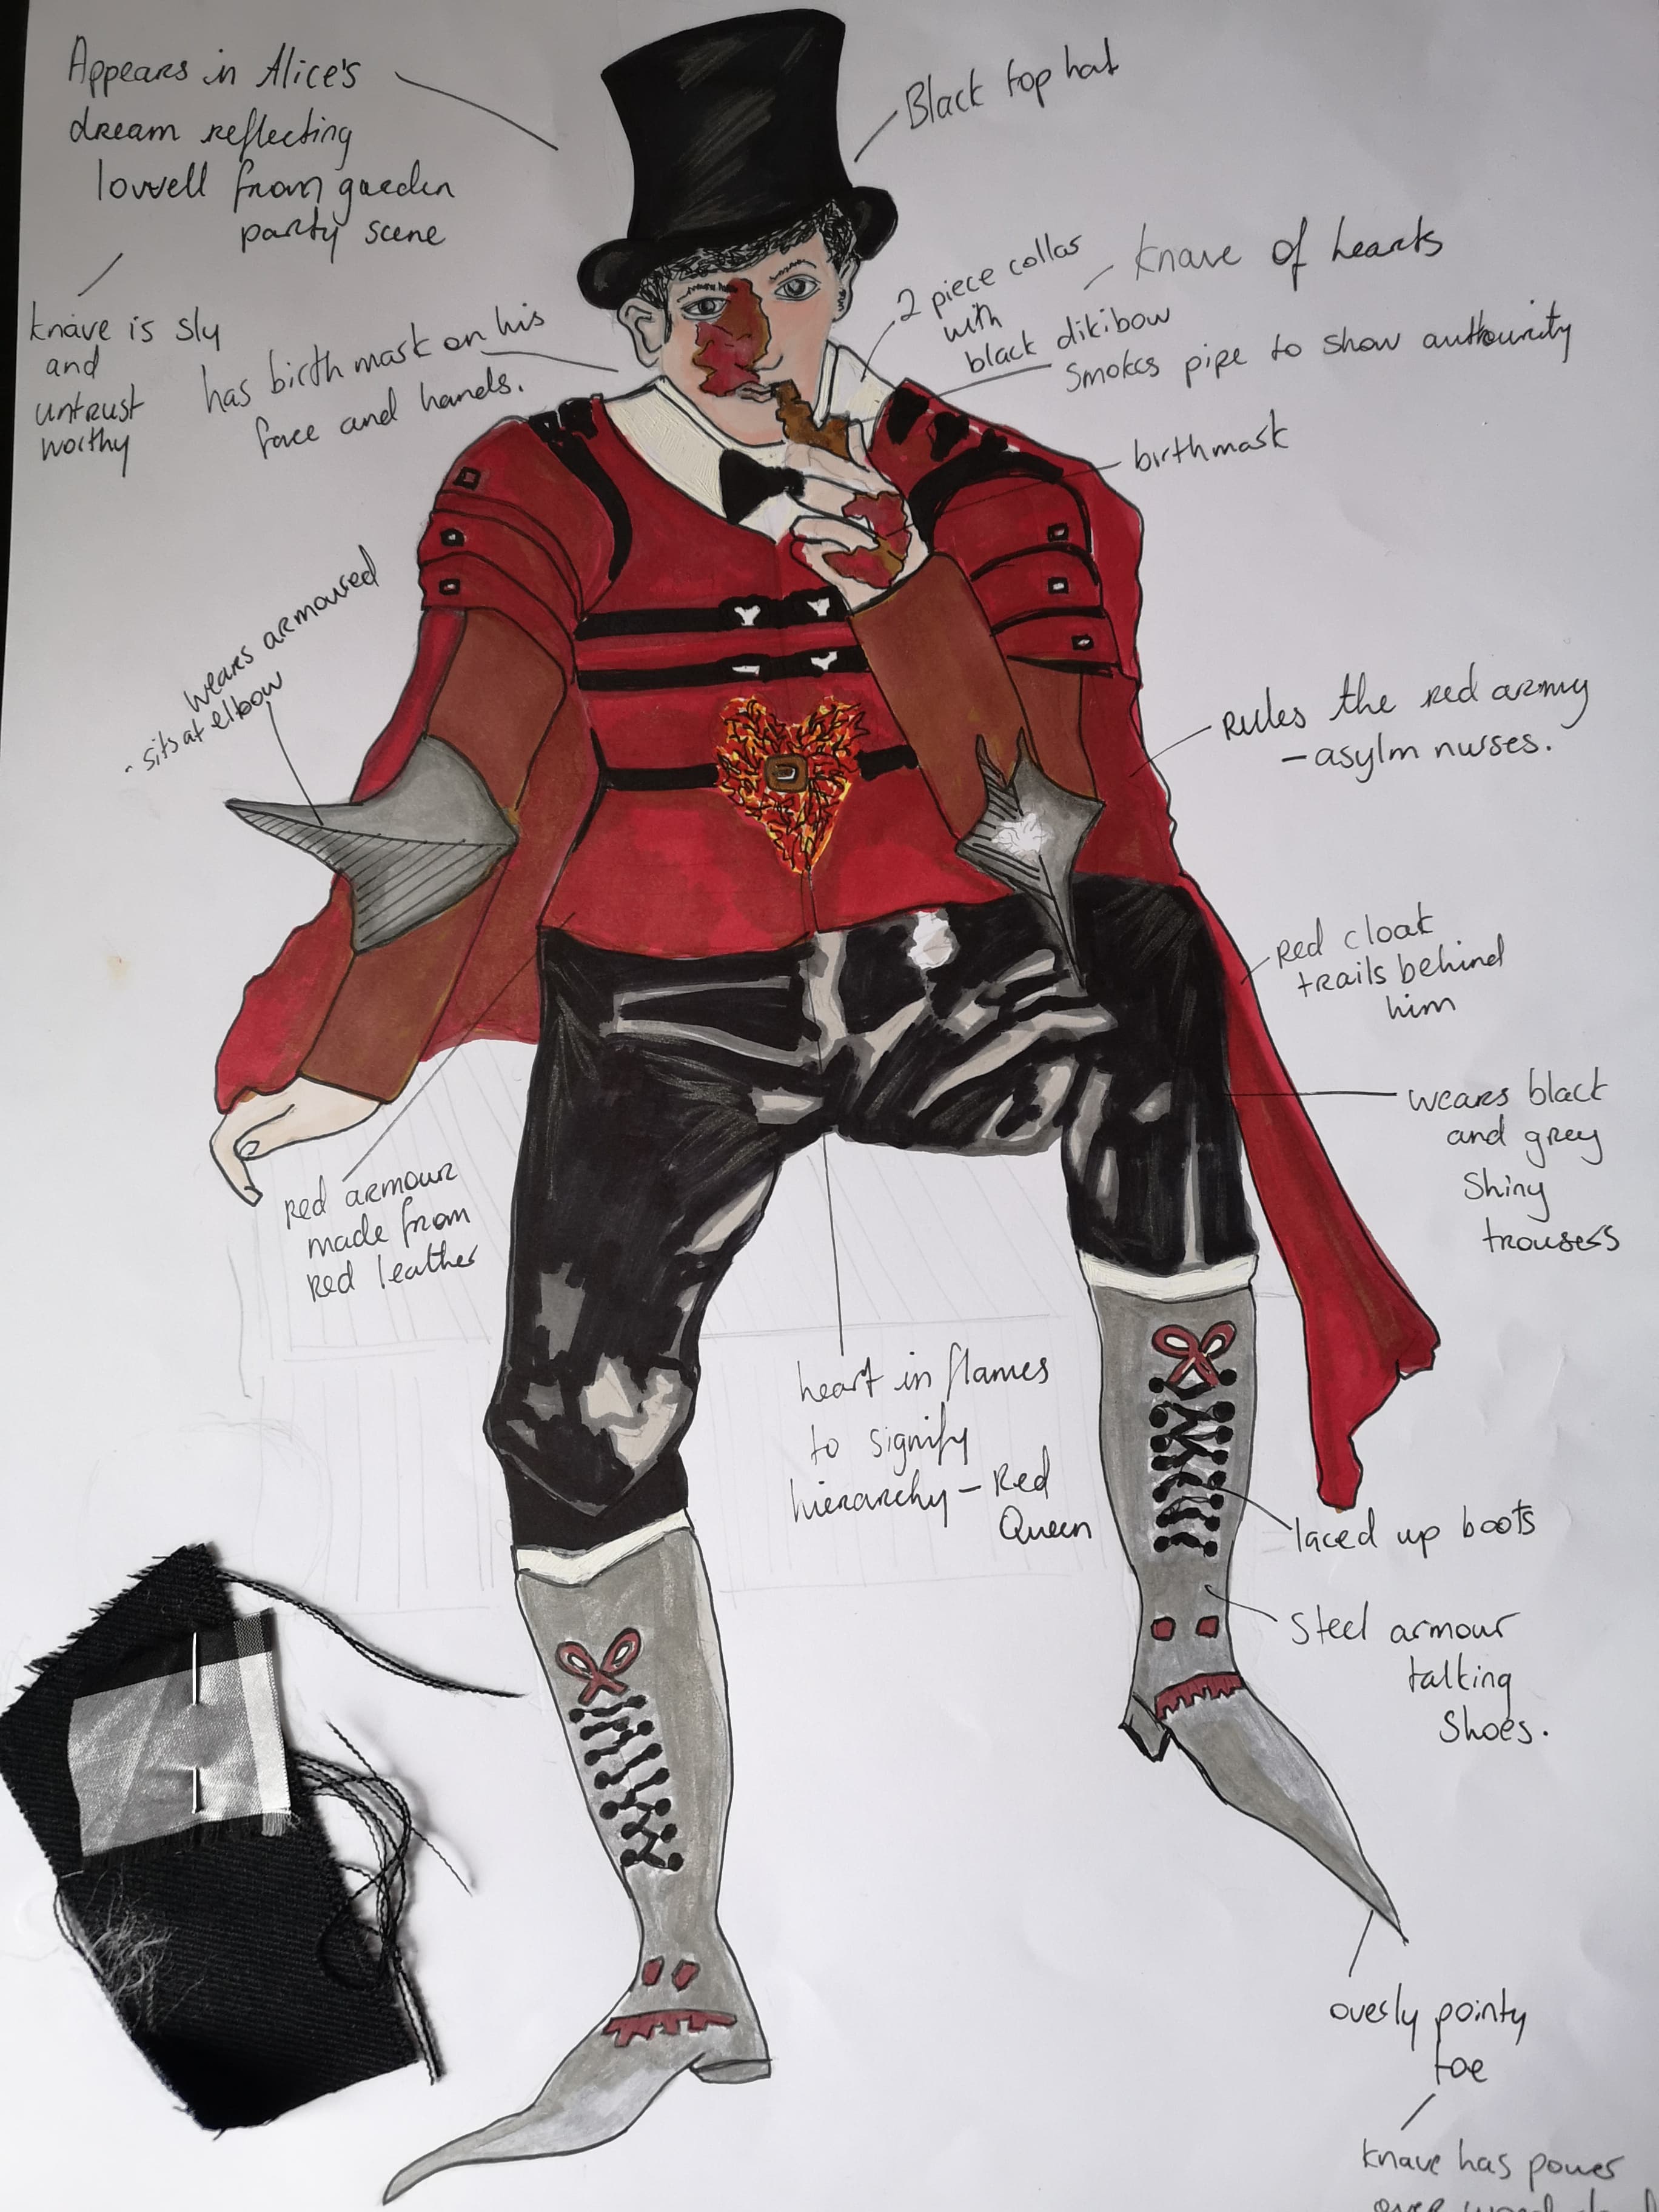 Appears in Alice's
dream reflecting
lowell from garden
party scene
Black top hat
knave is sly
and
untrust
worthy
has birth mask on his
face and hands.
2 piece collar
with
black dikibow
Knave of hearts
Smokes pipe to show authourity
birthmask
wears armoured
- sits at elbow
Rules the red army
- asylm nurses.
Red cloak
trails behind
him
wears black
and grey
Shiny
trousers
red armour
made from
red leather
heart in flames
to signify
hierarchy - Red
Queen
laced up boots
Steel armour
talking
Shoes.
overly pointy
toe
knave has power
over